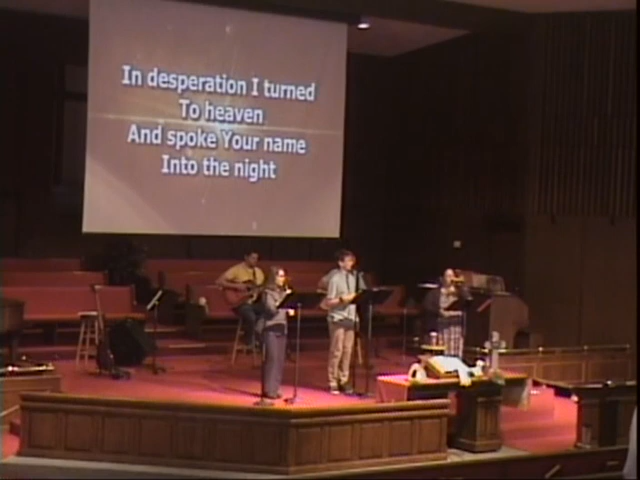 In desperation I turned
To heaven
And spoke Your name
Into the night